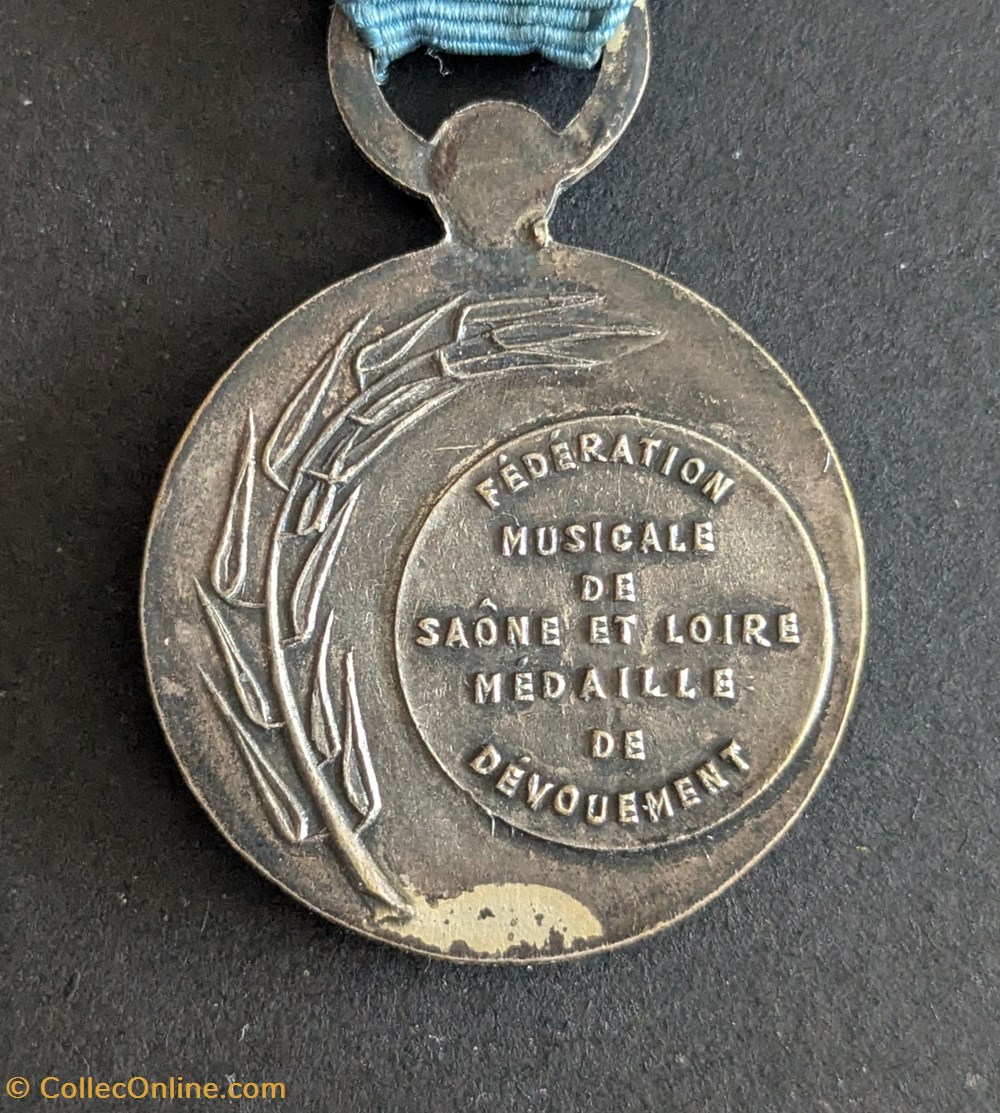 FÉDÉRATION
MUSICALE
DE
SAÔNE ET LOIRE
MÉDAILLE
DE
DÉVOUEMENT
© CollecOnline.com